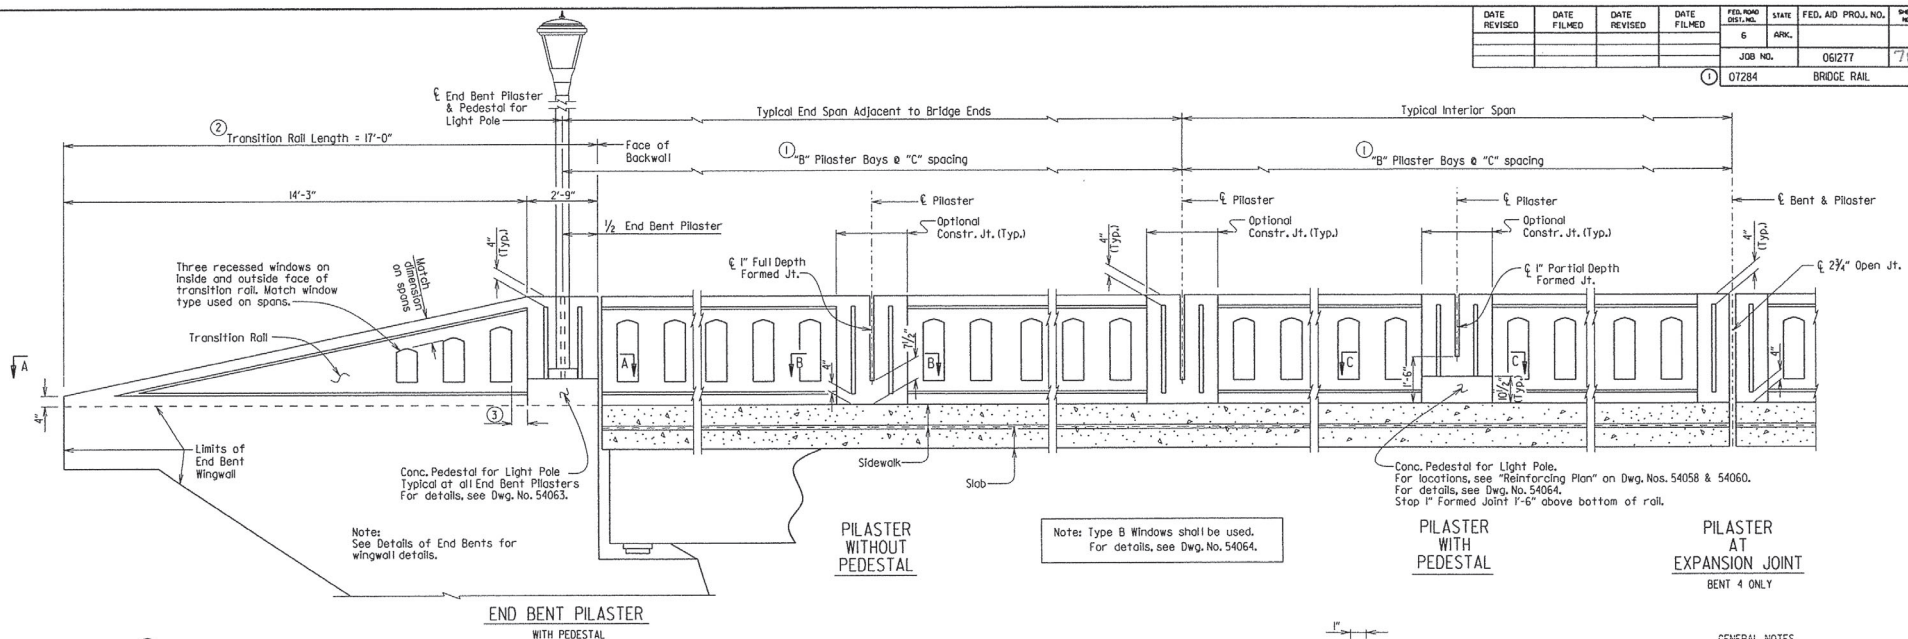 DATE REVISED
DATE FILMED
DATE REVISED
DATE FILMED
FED. ROAD DIST. NO.
STATE
FED. AID PROJ. NO.
6
ARK.
JOB NO.
061277
1
07284
BRIDGE RAIL
℄ End Bent Pilaster
& Pedestal for
Light Pole
Typical End Span Adjacent to Bridge Ends
Typical Interior Span
2
Transition Rail Length = 17'-0"
Face of
Backwall
1
"B" Pilaster Bays @ "C" spacing
1
"B" Pilaster Bays @ "C" spacing
14'-3"
2'-9"
℄ Pilaster
℄ Pilaster
℄ Pilaster
℄ Bent & Pilaster
1/2 End Bent Pilaster
Optional
Constr. Jt. (Typ.)
Optional
Constr. Jt. (Typ.)
Optional
Constr. Jt. (Typ.)
4"
(Typ.)
4"
(Typ.)
4"
(Typ.)
Three recessed windows on
inside and outside face of
transition rail. Match window
type used on spans.
Match
dimension
on spans
℄ 1" Full Depth
Formed Jt.
℄ 1" Partial Depth
Formed Jt.
℄ 2¾" Open Jt.
Transition Rail
A
A
B
B
C
C
4"
7½"
1'-6"
10½"
(Typ.)
4"
4"
3
Limits of
End Bent
Wingwall
Conc. Pedestal for Light Pole
Typical at all End Bent Pilasters
For details, see Dwg. No. 54063.
Sidewalk
Slab
Conc. Pedestal for Light Pole.
For locations, see "Reinforcing Plan" on Dwg. Nos. 54058 & 54060.
For details, see Dwg. No. 54064.
Stop 1" Formed Joint 1'-6" above bottom of rail.
Note:
See Details of End Bents for
wingwall details.
PILASTER
WITHOUT
PEDESTAL
Note: Type B Windows shall be used.
For details, see Dwg. No. 54064.
PILASTER
WITH
PEDESTAL
PILASTER
AT
EXPANSION JOINT
BENT 4 ONLY
END BENT PILASTER
WITH PEDESTAL
1"
GENERAL NOTES